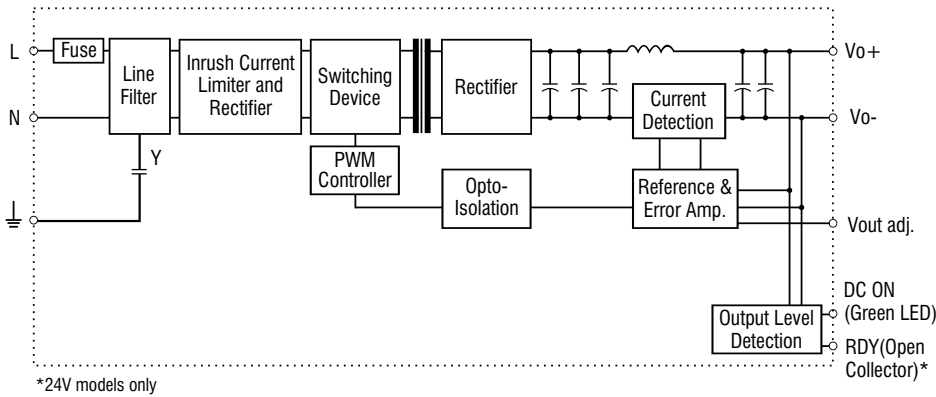 L
Fuse
Vo+
Line
Filter
Inrush Current
Limiter and
Rectifier
Switching
Device
Rectifier
Current
Detection
N
Vo-
Y
PWM
Controller
Opto-
Isolation
Reference &
Error Amp.
Vout adj.
DC ON
(Green LED)
Output Level
Detection
RDY(Open
Collector)*
*24V models only